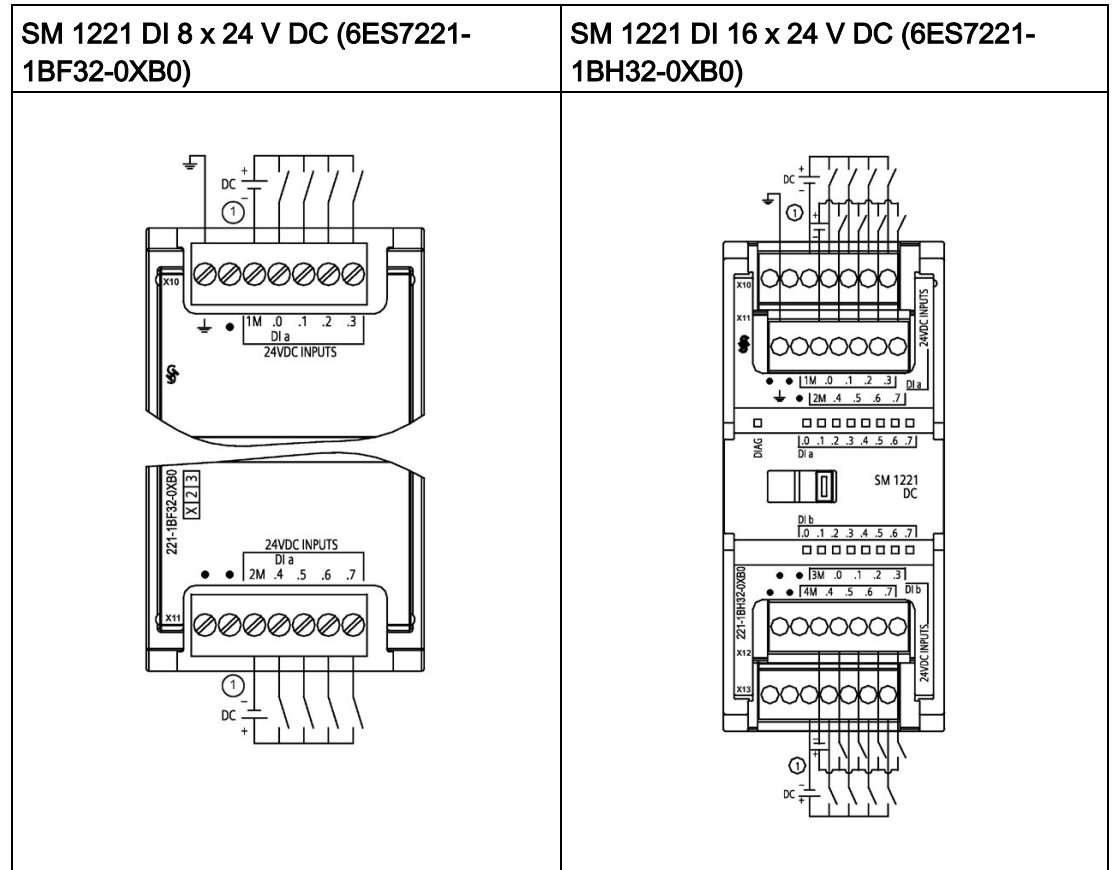 SM 1221 DI 8 x 24 V DC (6ES7221-
1BF32-0XB0)
SM 1221 DI 16 x 24 V DC (6ES7221-
1BH32-0XB0)
+
DC
-
1
X10
1M .0 .1 .2 .3
DI a
24VDC INPUTS
221-1BF32-0XB0
X 2 3
24VDC INPUTS
DI a
2M .4 .5 .6 .7
X11
1
-
DC
+
+
DC
-
1
+
-
X10
X11
24VDC INPUTS
1M .0 .1 .2 .3
DI a
2M .4 .5 .6 .7
DIAG
.0 .1 .2 .3 .4 .5 .6 .7
DI a
SM 1221
DC
DI b
.0 .1 .2 .3 .4 .5 .6 .7
221-1BH32-0XB0
3M .0 .1 .2 .3
4M .4 .5 .6 .7
DI b
24VDC INPUTS
X12
X13
-
+
1
-
DC
+